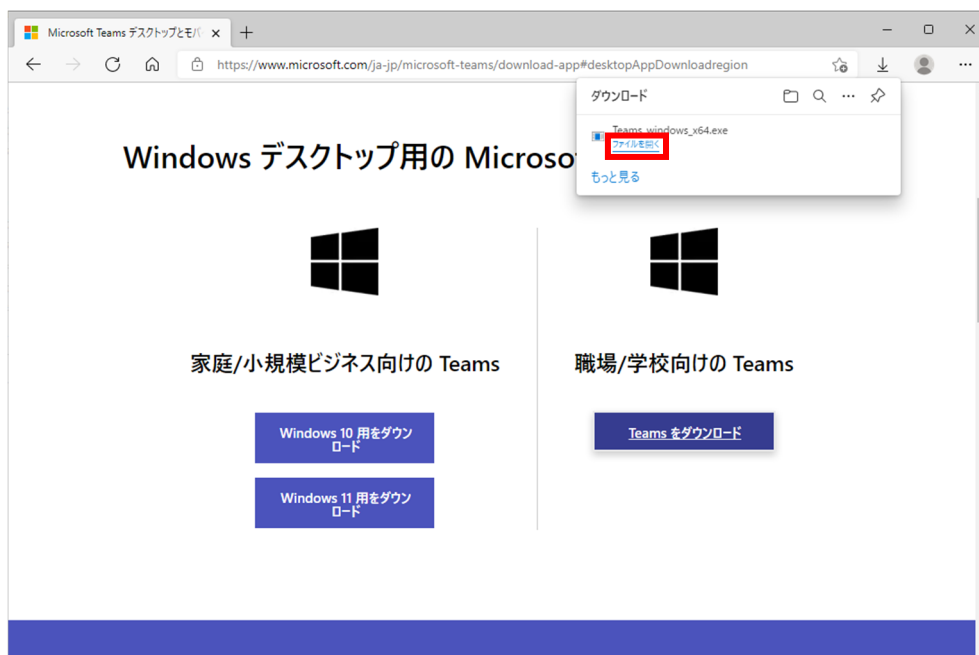 Microsoft Teams デスクトップとモバ
https://www.microsoft.com/ja-jp/microsoft-teams/download-app#desktopAppDownloadregion
ダウンロード
Teams_windows_x64.exe
ファイルを開く
もっと見る
Windows デスクトップ用の Microso
家庭/小規模ビジネス向けの Teams
職場/学校向けの Teams
Windows 10 用をダウン
ロード
Teams をダウンロード
Windows 11 用をダウン
ロード